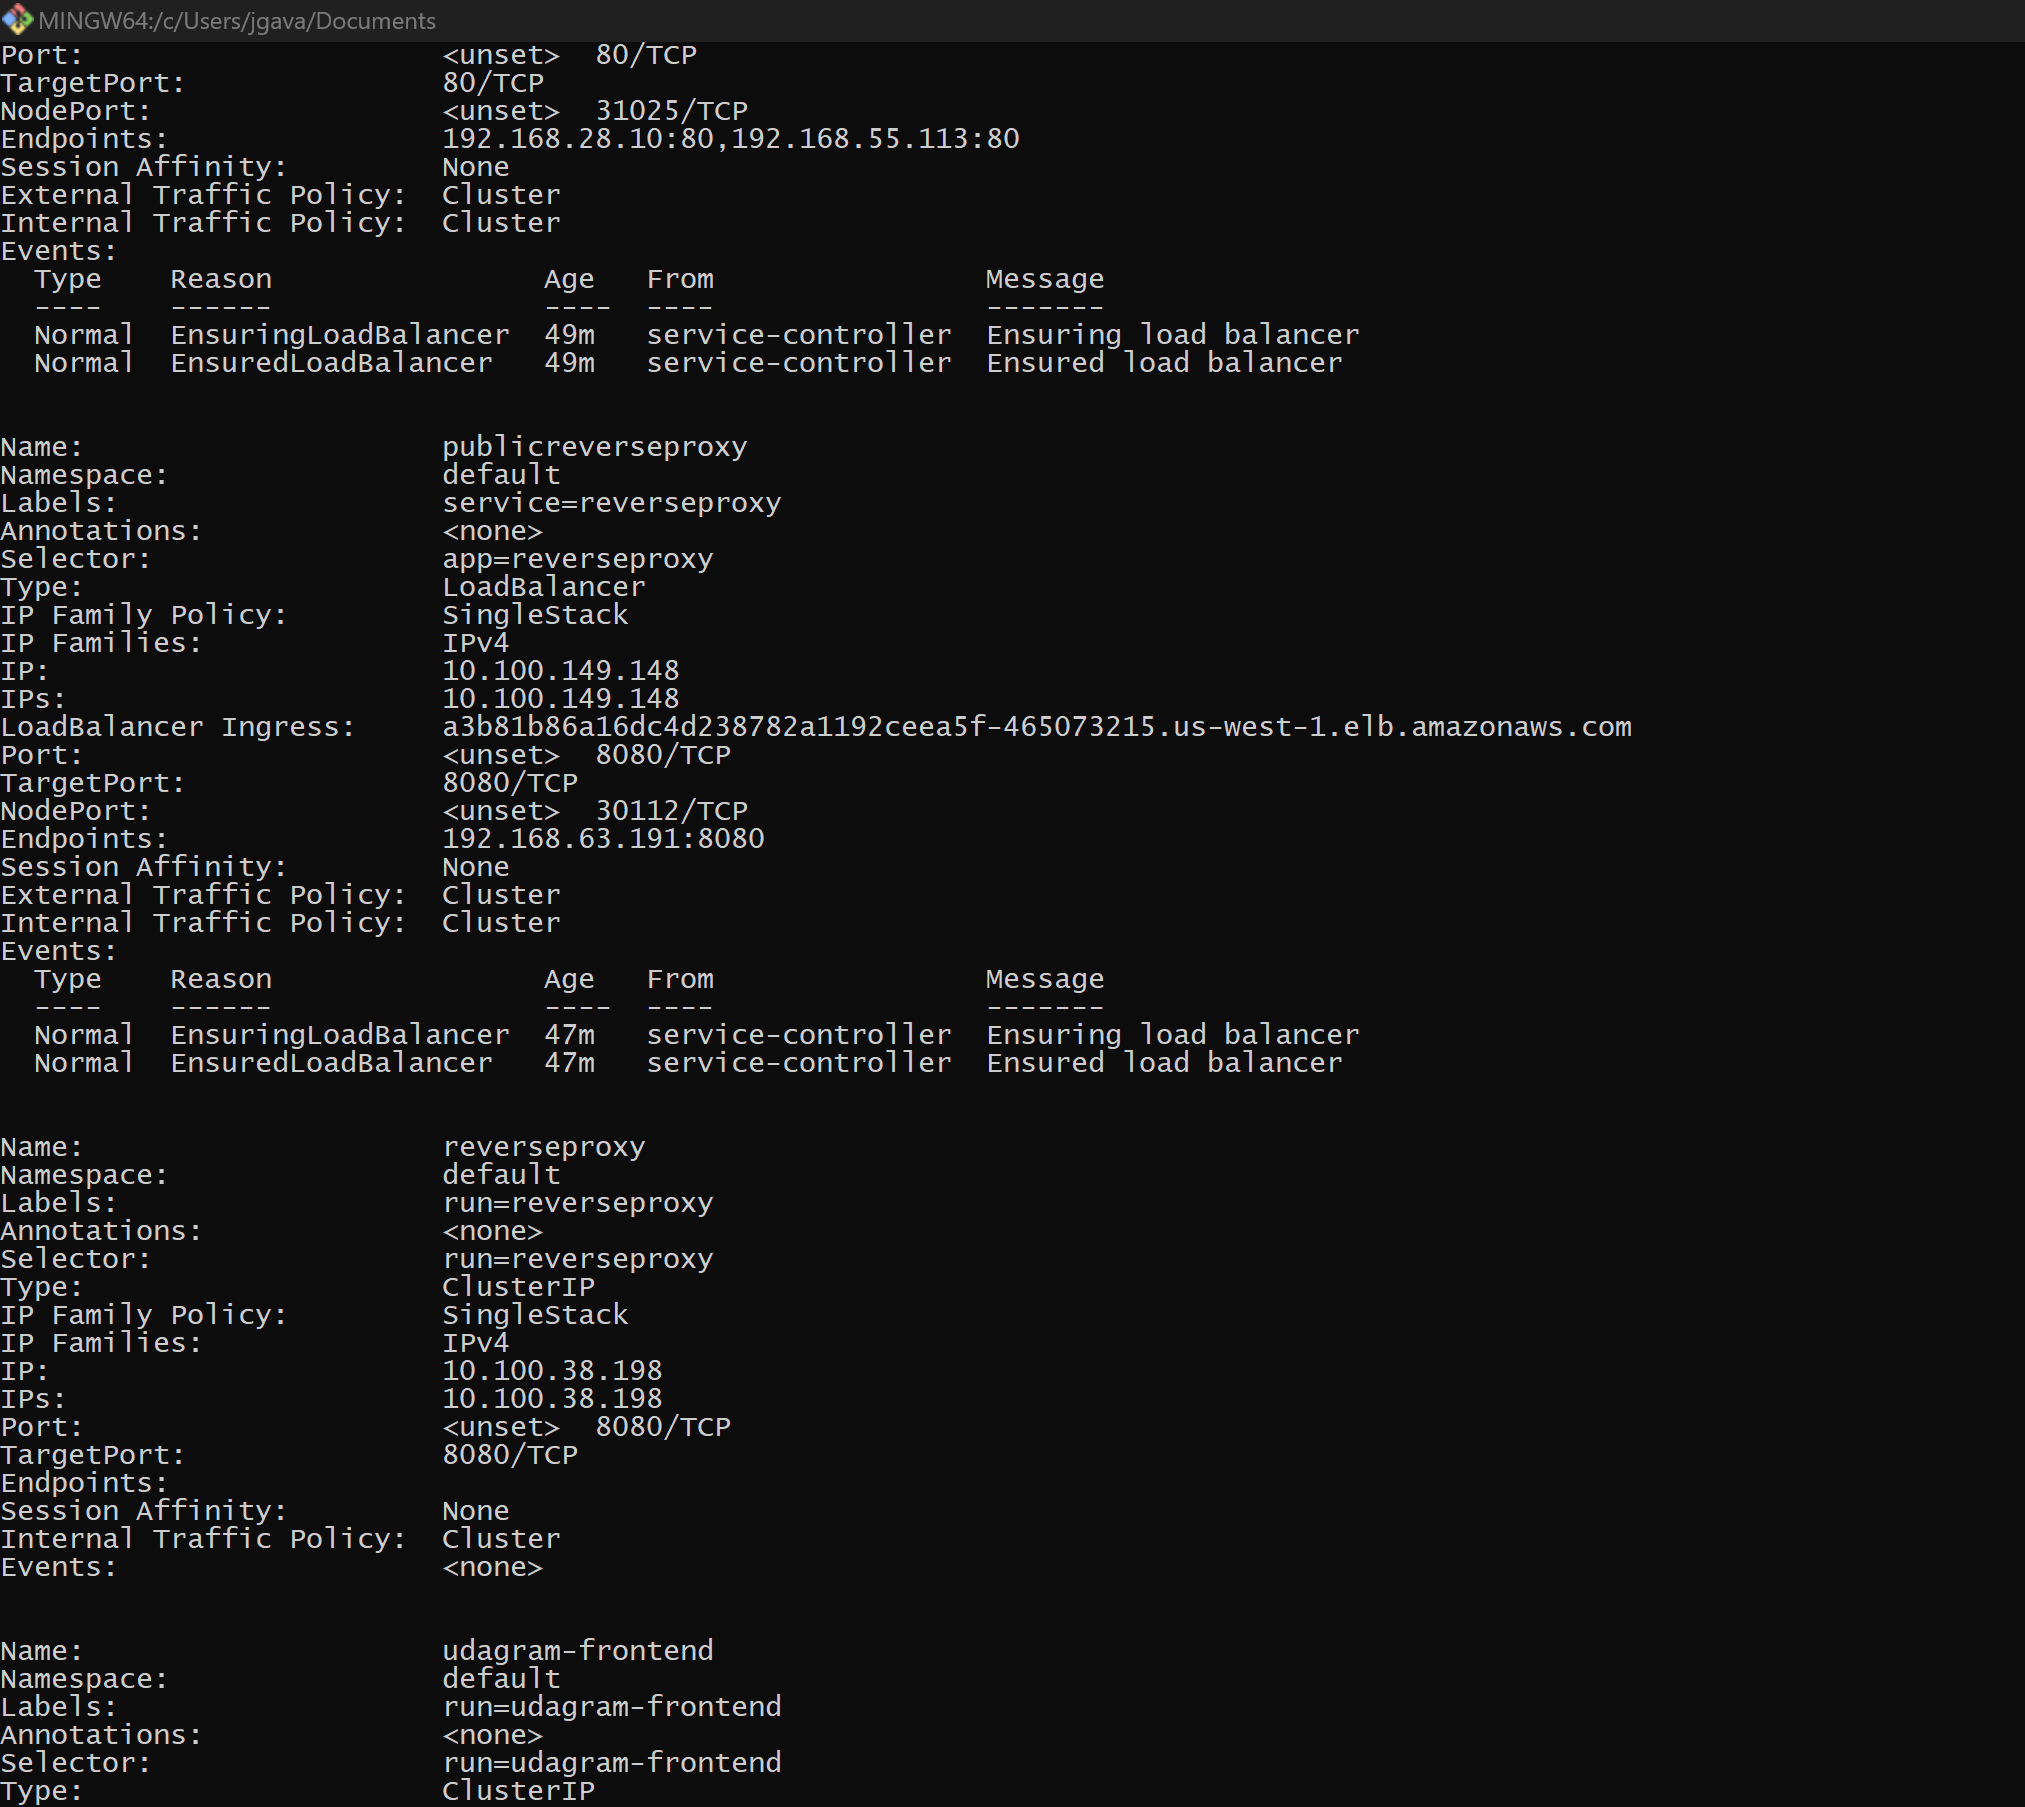 MINGW64:/c/Users/jgava/Documents
Port:                     <unset>  80/TCP
TargetPort:               80/TCP
NodePort:                 <unset>  31025/TCP
Endpoints:                192.168.28.10:80,192.168.55.113:80
Session Affinity:         None
External Traffic Policy:  Cluster
Internal Traffic Policy:  Cluster
Events:
  Type    Reason                Age   From                Message
  ----    ------                ----  ----                -------
  Normal  EnsuringLoadBalancer  49m   service-controller  Ensuring load balancer
  Normal  EnsuredLoadBalancer   49m   service-controller  Ensured load balancer
Name:                     publicreverseproxy
Namespace:                default
Labels:                   service=reverseproxy
Annotations:              <none>
Selector:                 app=reverseproxy
Type:                     LoadBalancer
IP Family Policy:         SingleStack
IP Families:              IPv4
IP:                       10.100.149.148
IPs:                      10.100.149.148
LoadBalancer Ingress:     a3b81b86a16dc4d238782a1192ceea5f-465073215.us-west-1.elb.amazonaws.com
Port:                     <unset>  8080/TCP
TargetPort:               8080/TCP
NodePort:                 <unset>  30112/TCP
Endpoints:                192.168.63.191:8080
Session Affinity:         None
External Traffic Policy:  Cluster
Internal Traffic Policy:  Cluster
Events:
  Type    Reason                Age   From                Message
  ----    ------                ----  ----                -------
  Normal  EnsuringLoadBalancer  47m   service-controller  Ensuring load balancer
  Normal  EnsuredLoadBalancer   47m   service-controller  Ensured load balancer
Name:                     reverseproxy
Namespace:                default
Labels:                   run=reverseproxy
Annotations:              <none>
Selector:                 run=reverseproxy
Type:                     ClusterIP
IP Family Policy:         SingleStack
IP Families:              IPv4
IP:                       10.100.38.198
IPs:                      10.100.38.198
Port:                     <unset>  8080/TCP
TargetPort:               8080/TCP
Endpoints:
Session Affinity:         None
Internal Traffic Policy:  Cluster
Events:                   <none>
Name:                     udagram-frontend
Namespace:                default
Labels:                   run=udagram-frontend
Annotations:              <none>
Selector:                 run=udagram-frontend
Type:                     ClusterIP